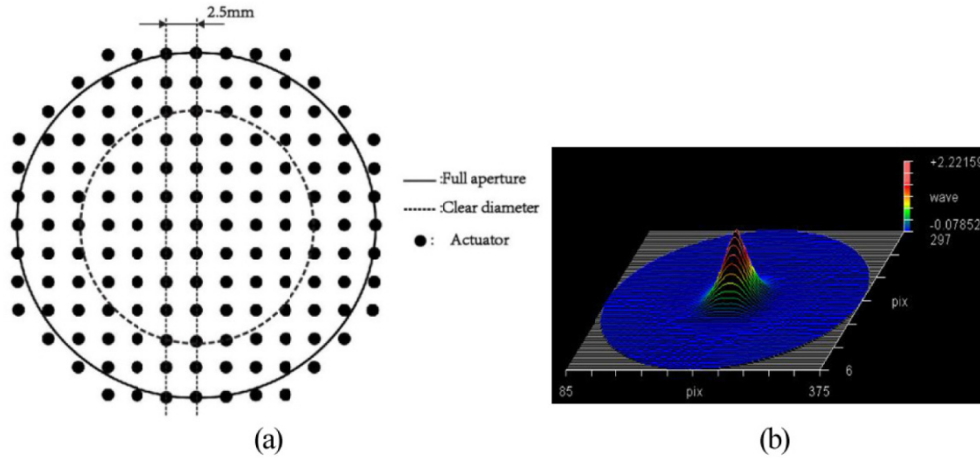 2.5mm
:Full aperture
:Clear diameter
: Actuator
(a)
+2.22159
wave
-0.07852
297
pix
6
85
pix
375
(b)